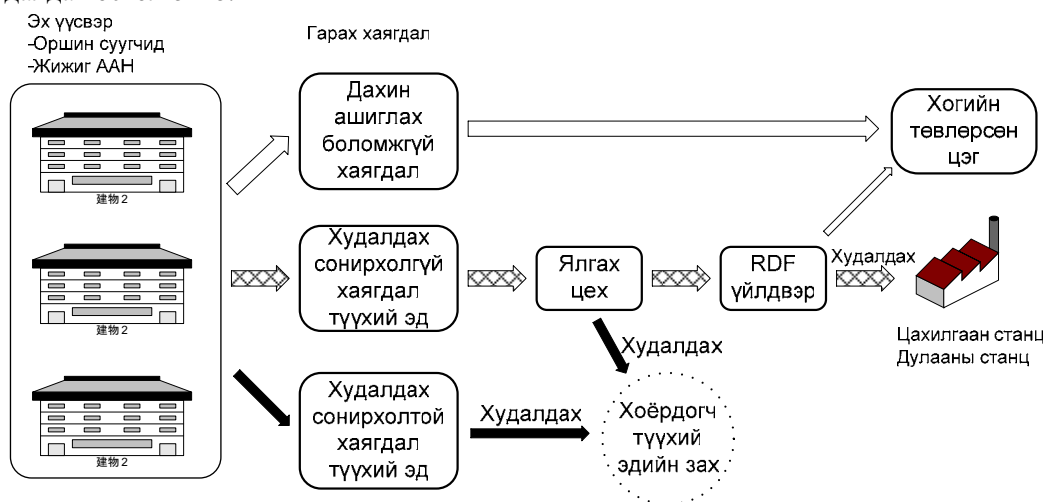 Эх үүсвэр
-Оршин суугчид
-Жижиг ААН
Гарах хаягдал
建物 2
建物 2
建物 2
Дахин
ашиглах
боломжгүй
хаягдал
Хогийн
төвлөрсөн
цэг
Худалдах
сонирхолгүй
хаягдал
түүхий эд
Ялгах
цех
RDF
үйлдвэр
Худалдах
Цахилгаан станц
Дулааны станц
Худалдах
Худалдах
сонирхолтой
хаягдал
түүхий эд
Худалдах
Хоёрдогч
түүхий
эдийн зах